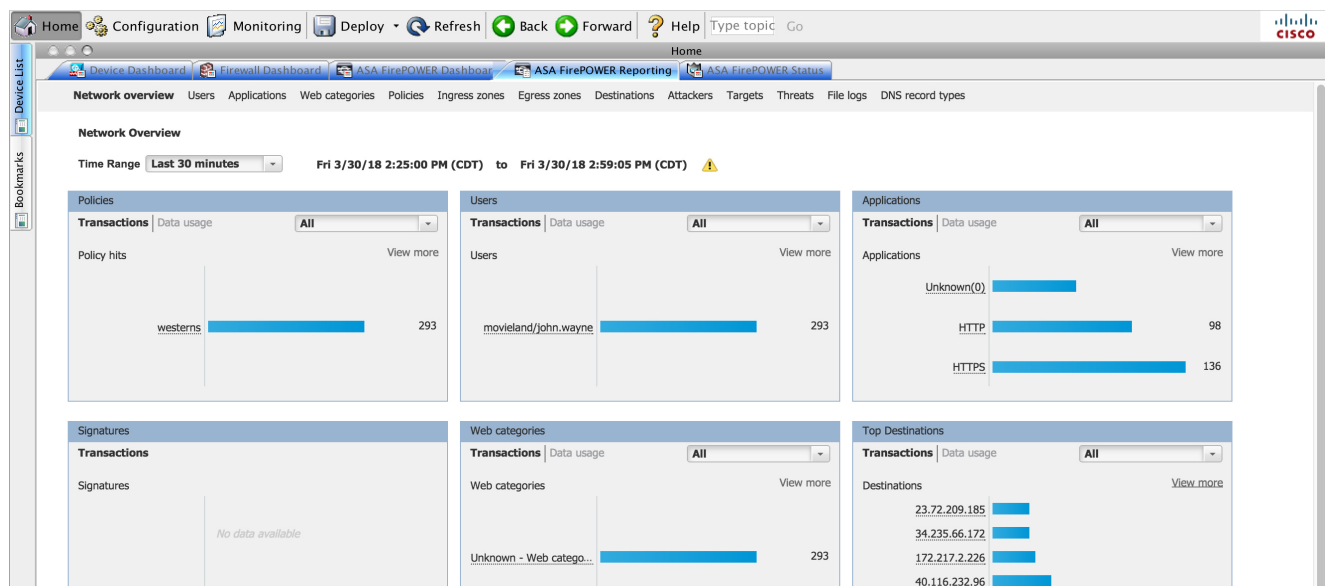 Home Configuration Monitoring Deploy Refresh Back Forward Help Type topic Go
CISCO
Home
Device List
Bookmarks
Device Dashboard Firewall Dashboard ASA FirePOWER Dashboar ASA FirePOWER Reporting ASA FirePOWER Status
Network overview Users Applications Web categories Policies Ingress zones Egress zones Destinations Attackers Targets Threats File logs DNS record types
Network Overview
Time Range Last 30 minutes Fri 3/30/18 2:25:00 PM (CDT) to Fri 3/30/18 2:59:05 PM (CDT)
Policies
Transactions Data usage All
Policy hits View more
westerns 293
Users
Transactions Data usage All
Users View more
movieland/john.wayne 293
Applications
Transactions Data usage All
Applications View more
Unknown(0)
HTTP 98
HTTPS 136
Signatures
Transactions
Signatures
No data available
Web categories
Transactions Data usage All
Web categories View more
Unknown - Web catego... 293
Top Destinations
Transactions Data usage All
Destinations View more
23.72.209.185
34.235.66.172
172.217.2.226
40.116.232.96